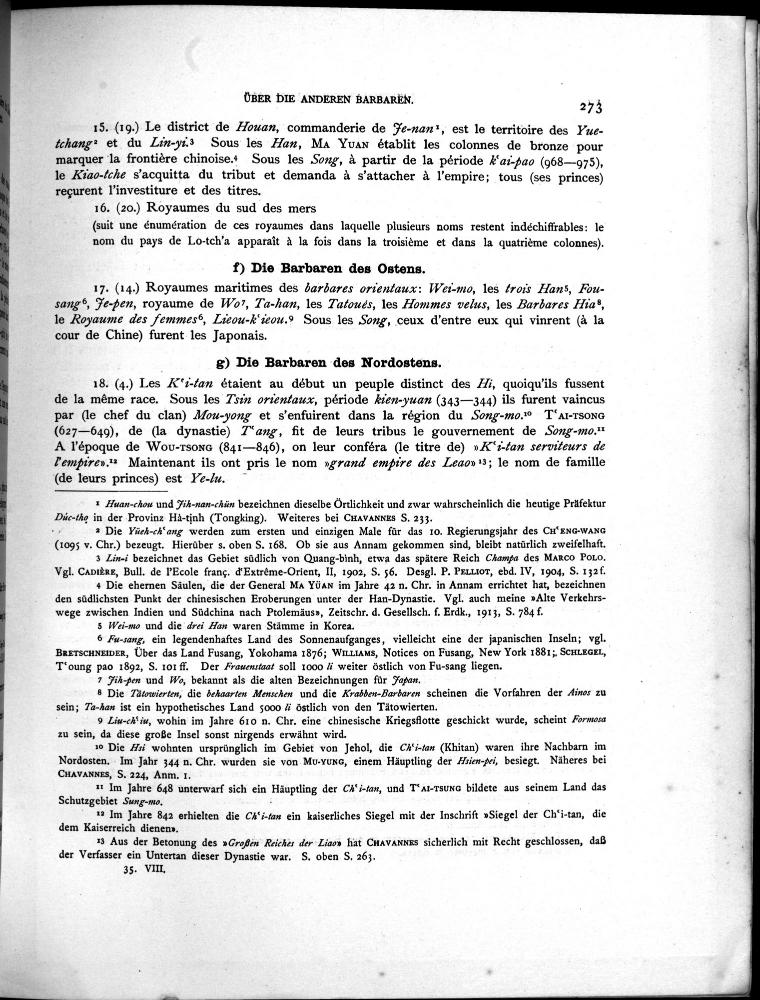 ÜBER DIE ANDEREN BARBAREN.
273
15. (19.) Le district de Houan, commanderie de Je-nan¹, est le territoire des Yue-
tchang² et du Lin-yi.³ Sous les Han, MA YUAN établit les colonnes de bronze pour
marquer la frontière chinoise.⁴ Sous les Song, à partir de la période k‘ai-pao (968—975),
le Kiao-tche s'acquitta du tribut et demanda à s'attacher à l'empire; tous (ses princes)
reçurent l'investiture et des titres.
16. (20.) Royaumes du sud des mers
(suit une énumération de ces royaumes dans laquelle plusieurs noms restent indéchiffrables: le
nom du pays de Lo-tch'a apparaît à la fois dans la troisième et dans la quatrième colonnes).
f) Die Barbaren des Ostens.
17. (14.) Royaumes maritimes des barbares orientaux: Wei-mo, les trois Han⁵, Fou-
sang⁶, Je-pen, royaume de Wo⁷, Ta-han, les Tatoués, les Hommes velus, les Barbares Hia⁸,
le Royaume des femmes⁶, Lieou-k‘ieou.⁹ Sous les Song, ceux d'entre eux qui vinrent (à la
cour de Chine) furent les Japonais.
g) Die Barbaren des Nordostens.
18. (4.) Les K‘i-tan étaient au début un peuple distinct des Hi, quoiqu'ils fussent
de la même race. Sous les Tsin orientaux, période kien-yuan (343—344) ils furent vaincus
par (le chef du clan) Mou-yong et s'enfuirent dans la région du Song-mo.¹⁰ T‘AI-TSONG
(627—649), de (la dynastie) T‘ang, fit de leurs tribus le gouvernement de Song-mo.¹¹
A l'époque de WOU-TSONG (841—846), on leur conféra (le titre de) »K‘i-tan serviteurs de
l'empire».¹² Maintenant ils ont pris le nom »grand empire des Leao»¹³; le nom de famille
(de leurs princes) est Ye-lu.
¹ Huan-chou und Jih-nan-chün bezeichnen dieselbe Örtlichkeit und zwar wahrscheinlich die heutige Präfektur
Dúc-thọ in der Provinz Hà-tịnh (Tongking). Weiteres bei CHAVANNES S. 233.
² Die Yüeh-ch‘ang werden zum ersten und einzigen Male für das 10. Regierungsjahr des CH‘ENG-WANG
(1095 v. Chr.) bezeugt. Hierüber s. oben S. 168. Ob sie aus Annam gekommen sind, bleibt natürlich zweifelhaft.
³ Lin-i bezeichnet das Gebiet südlich von Quang-bình, etwa das spätere Reich Champa des MARCO POLO.
Vgl. CADIÈRE, Bull. de l'Ecole franç. d'Extrême-Orient, II, 1902, S. 56. Desgl. P. PELLIOT, ebd. IV, 1904, S. 132 f.
⁴ Die ehernen Säulen, die der General MA YÜAN im Jahre 42 n. Chr. in Annam errichtet hat, bezeichnen
den südlichsten Punkt der chinesischen Eroberungen unter der Han-Dynastie. Vgl. auch meine »Alte Verkehrs-
wege zwischen Indien und Südchina nach Ptolemäus», Zeitschr. d. Gesellsch. f. Erdk., 1913, S. 784 f.
⁵ Wei-mo und die drei Han waren Stämme in Korea.
⁶ Fu-sang, ein legendenhaftes Land des Sonnenaufganges, vielleicht eine der japanischen Inseln; vgl.
BRETSCHNEIDER, Über das Land Fusang, Yokohama 1876; WILLIAMS, Notices on Fusang, New York 1881; SCHLEGEL,
T‘oung pao 1892, S. 101 ff. Der Frauenstaat soll 1000 li weiter östlich von Fu-sang liegen.
⁷ Jih-pen und Wo, bekannt als die alten Bezeichnungen für Japan.
⁸ Die Tätowierten, die behaarten Menschen und die Krabben-Barbaren scheinen die Vorfahren der Ainos zu
sein; Ta-han ist ein hypothetisches Land 5000 li östlich von den Tätowierten.
⁹ Liu-ch‘iu, wohin im Jahre 610 n. Chr. eine chinesische Kriegsflotte geschickt wurde, scheint Formosa
zu sein, da diese große Insel sonst nirgends erwähnt wird.
¹⁰ Die Hsi wohnten ursprünglich im Gebiet von Jehol, die Ch‘i-tan (Khitan) waren ihre Nachbarn im
Nordosten. Im Jahr 344 n. Chr. wurden sie von MU-YUNG, einem Häuptling der Hsien-pei, besiegt. Näheres bei
CHAVANNES, S. 224, Anm. 1.
¹¹ Im Jahre 648 unterwarf sich ein Häuptling der Ch‘i-tan, und T‘AI-TSUNG bildete aus seinem Land das
Schutzgebiet Sung-mo.
¹² Im Jahre 842 erhielten die Ch‘i-tan ein kaiserliches Siegel mit der Inschrift »Siegel der Ch‘i-tan, die
dem Kaiserreich dienen».
¹³ Aus der Betonung des »Großen Reiches der Liao» hat CHAVANNES sicherlich mit Recht geschlossen, daß
der Verfasser ein Untertan dieser Dynastie war. S. oben S. 263.
35. VIII.